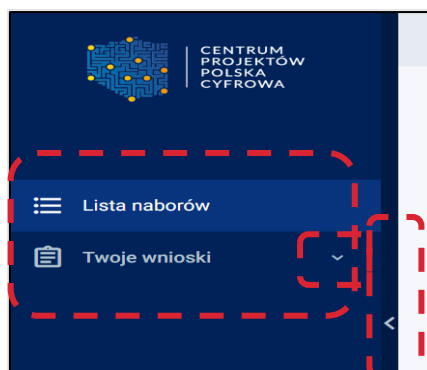 CENTRUM
PROJEKTÓW
POLSKA
CYFROWA
Lista naborów
Twoje wnioski